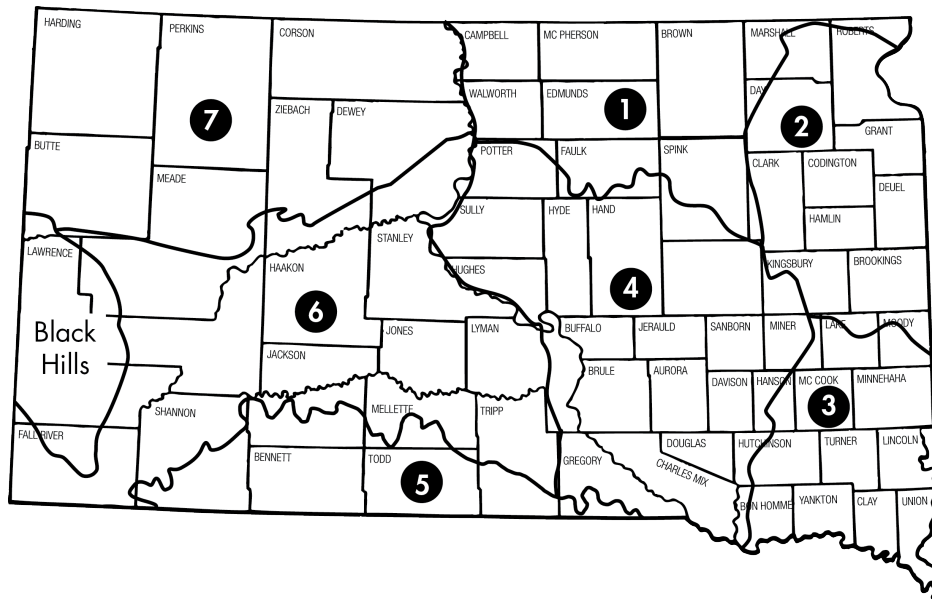 HARDING
PERKINS
CORSON
CAMPBELL
MC PHERSON
BROWN
MARSHALL
ROBERTS
ZIEBACH
DEWEY
WALWORTH
EDMUNDS
DAY
7
1
2
BUTTE
MEADE
POTTER
FAULK
SPINK
GRANT
CLARK
CODINGTON
DEUEL
SULLY
HYDE
HAND
HAMLIN
LAWRENCE
STANLEY
HAAKON
HUGHES
KINGSBURY
BROOKINGS
6
4
Black
Hills
JONES
LYMAN
BUFFALO
JERAULD
SANBORN
MINER
LAKE
MOODY
JACKSON
BRULE
AURORA
DAVISON
HANSON
MC COOK
MINNEHAHA
3
SHANNON
MELLETTE
TRIPP
FALL RIVER
BENNETT
TODD
GREGORY
DOUGLAS
CHARLES MIX
HUTCHINSON
TURNER
LINCOLN
5
BON HOMME
YANKTON
CLAY
UNION